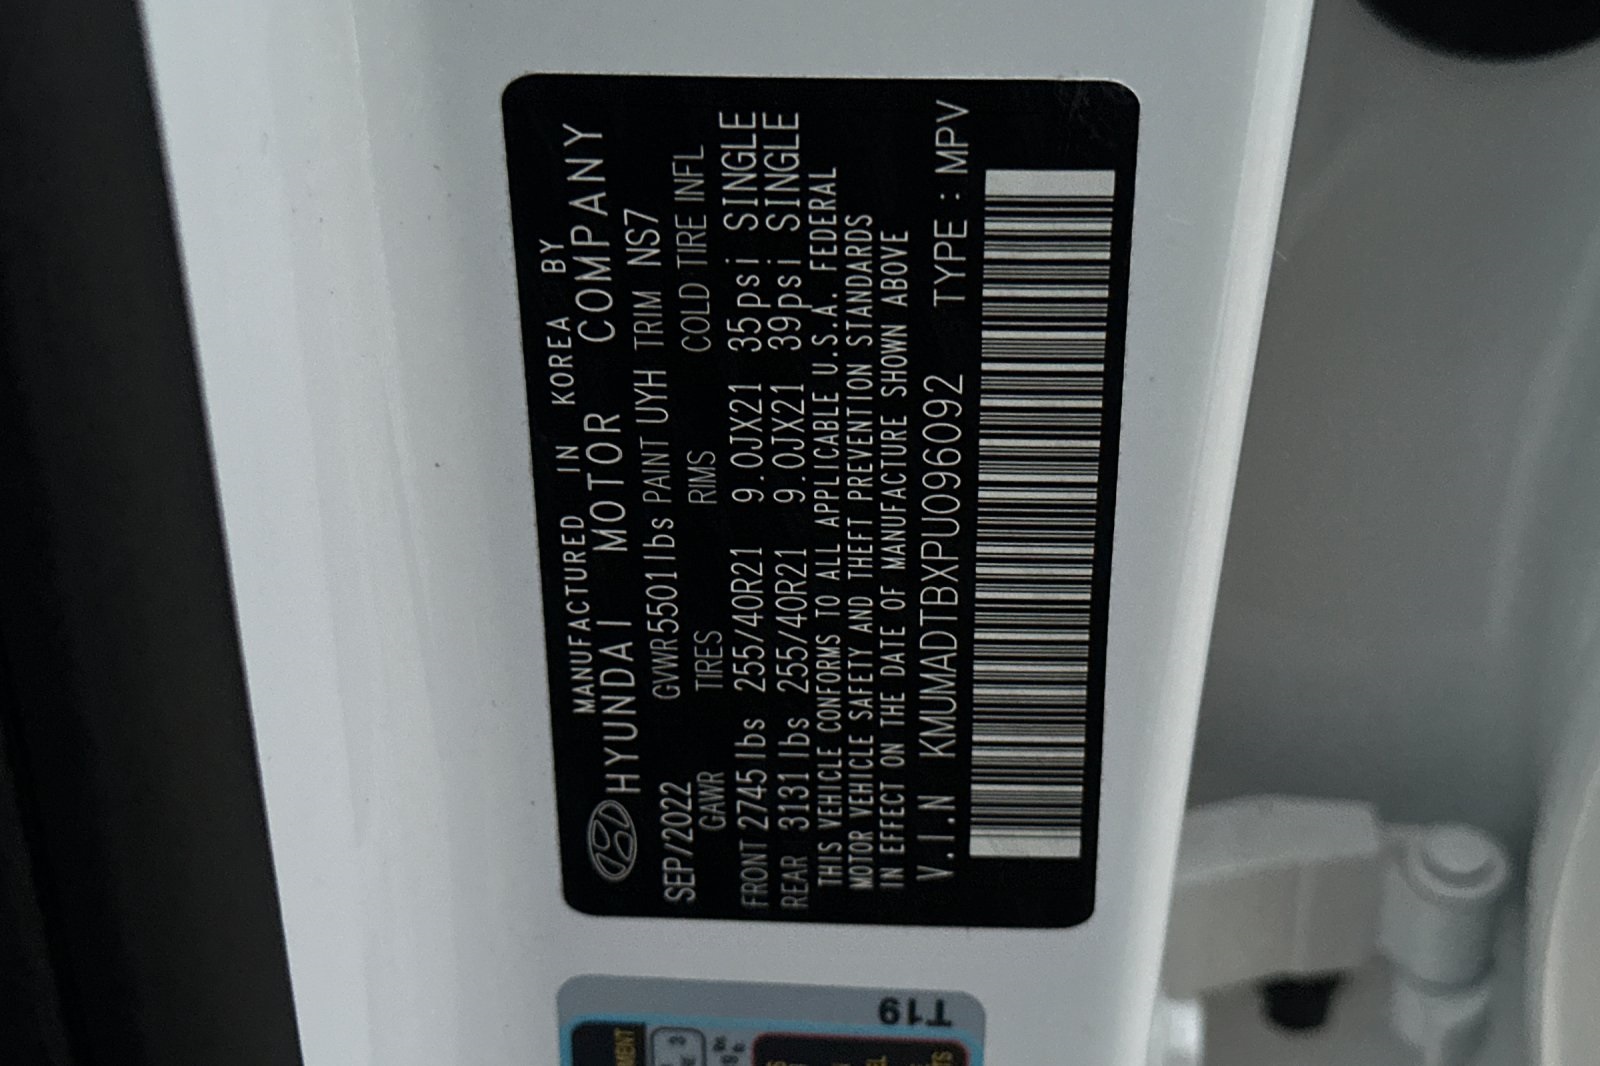 MANUFACTURED IN KOREA BY
HYUNDAI MOTOR COMPANY
SEP/2022 GVWR 5501lbs PAINT UYH TRIM NS7
GAWR TIRES RIMS COLD TIRE INFL
FRONT 2745lbs 255/40R21 9.0JX21 35psi SINGLE
REAR 3131lbs 255/40R21 9.0JX21 39psi SINGLE
THIS VEHICLE CONFORMS TO ALL APPLICABLE U.S.A. FEDERAL
MOTOR VEHICLE SAFETY AND THEFT PREVENTION STANDARDS
IN EFFECT ON THE DATE OF MANUFACTURE SHOWN ABOVE
V.I.N KMUMADTBXPU096092 TYPE : MPV
T19